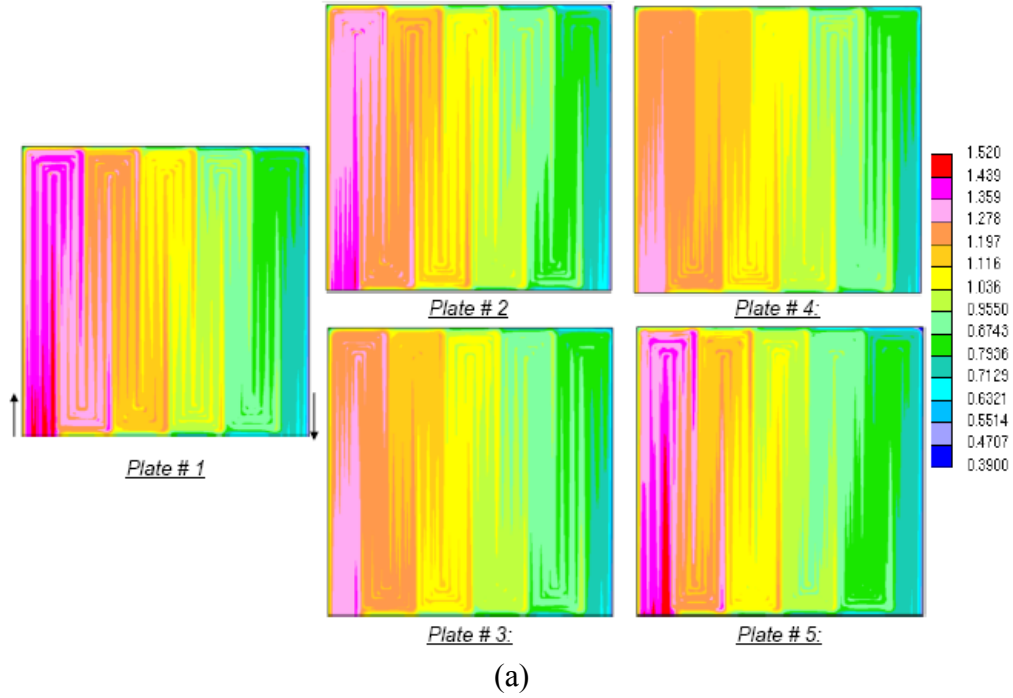 Plate # 1
Plate # 2
Plate # 4:
Plate # 3:
Plate # 5:
1.520
1.439
1.359
1.278
1.197
1.116
1.036
0.9550
0.8743
0.7936
0.7129
0.6321
0.5514
0.4707
0.3900
(a)